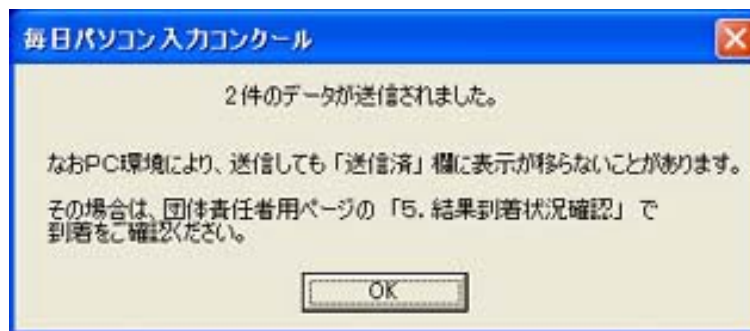 毎日パソコン入力コンクール
2件のデータが送信されました。
なおPC環境により、送信しても「送信済」欄に表示が移らないことがあります。
その場合は、団体責任者用ページの「5．結果到着状況確認」で
到着をご確認ください。
OK